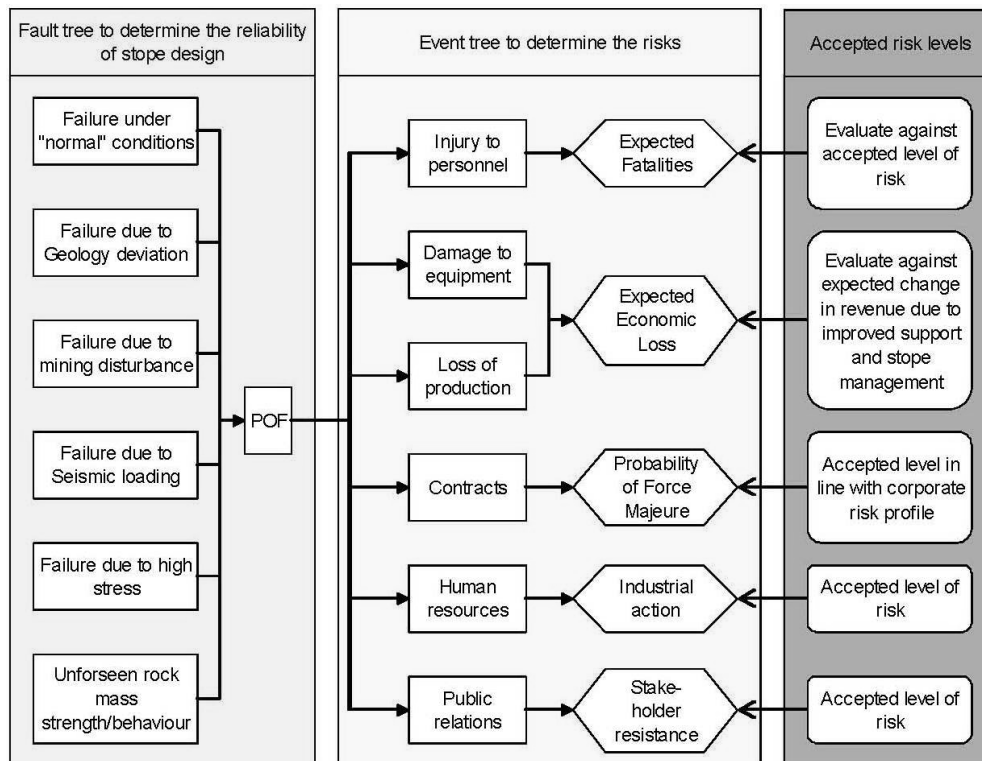 Fault tree to determine the reliability
of stope design
Failure under
"normal" conditions
Failure due to
Geology deviation
Failure due to
mining disturbance
Failure due to
Seismic loading
Failure due to high
stress
Unforseen rock
mass
strength/behaviour
POF
Event tree to determine the risks
Injury to
personnel
Expected
Fatalities
Damage to
equipment
Loss of
production
Expected
Economic
Loss
Contracts
Probability
of Force
Majeure
Human
resources
Industrial
action
Public
relations
Stake-
holder
resistance
Accepted risk levels
Evaluate against
accepted level of
risk
Evaluate against
expected change
in revenue due to
improved support
and stope
management
Accepted level in
line with corporate
risk profile
Accepted level of
risk
Accepted level of
risk